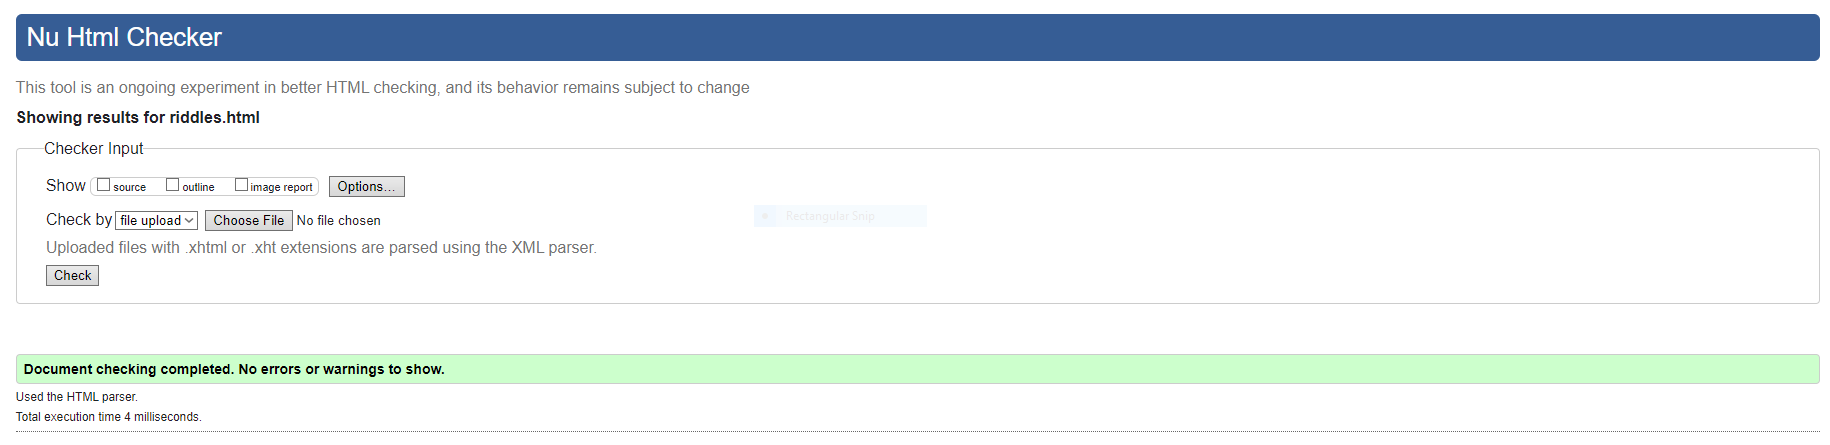 Nu Html Checker
This tool is an ongoing experiment in better HTML checking, and its behavior remains subject to change
Showing results for riddles.html
Checker Input
Show source outline image report Options...
Check by file upload Choose File No file chosen
Rectangular Snip
Uploaded files with .xhtml or .xht extensions are parsed using the XML parser.
Check
Document checking completed. No errors or warnings to show.
Used the HTML parser.
Total execution time 4 milliseconds.